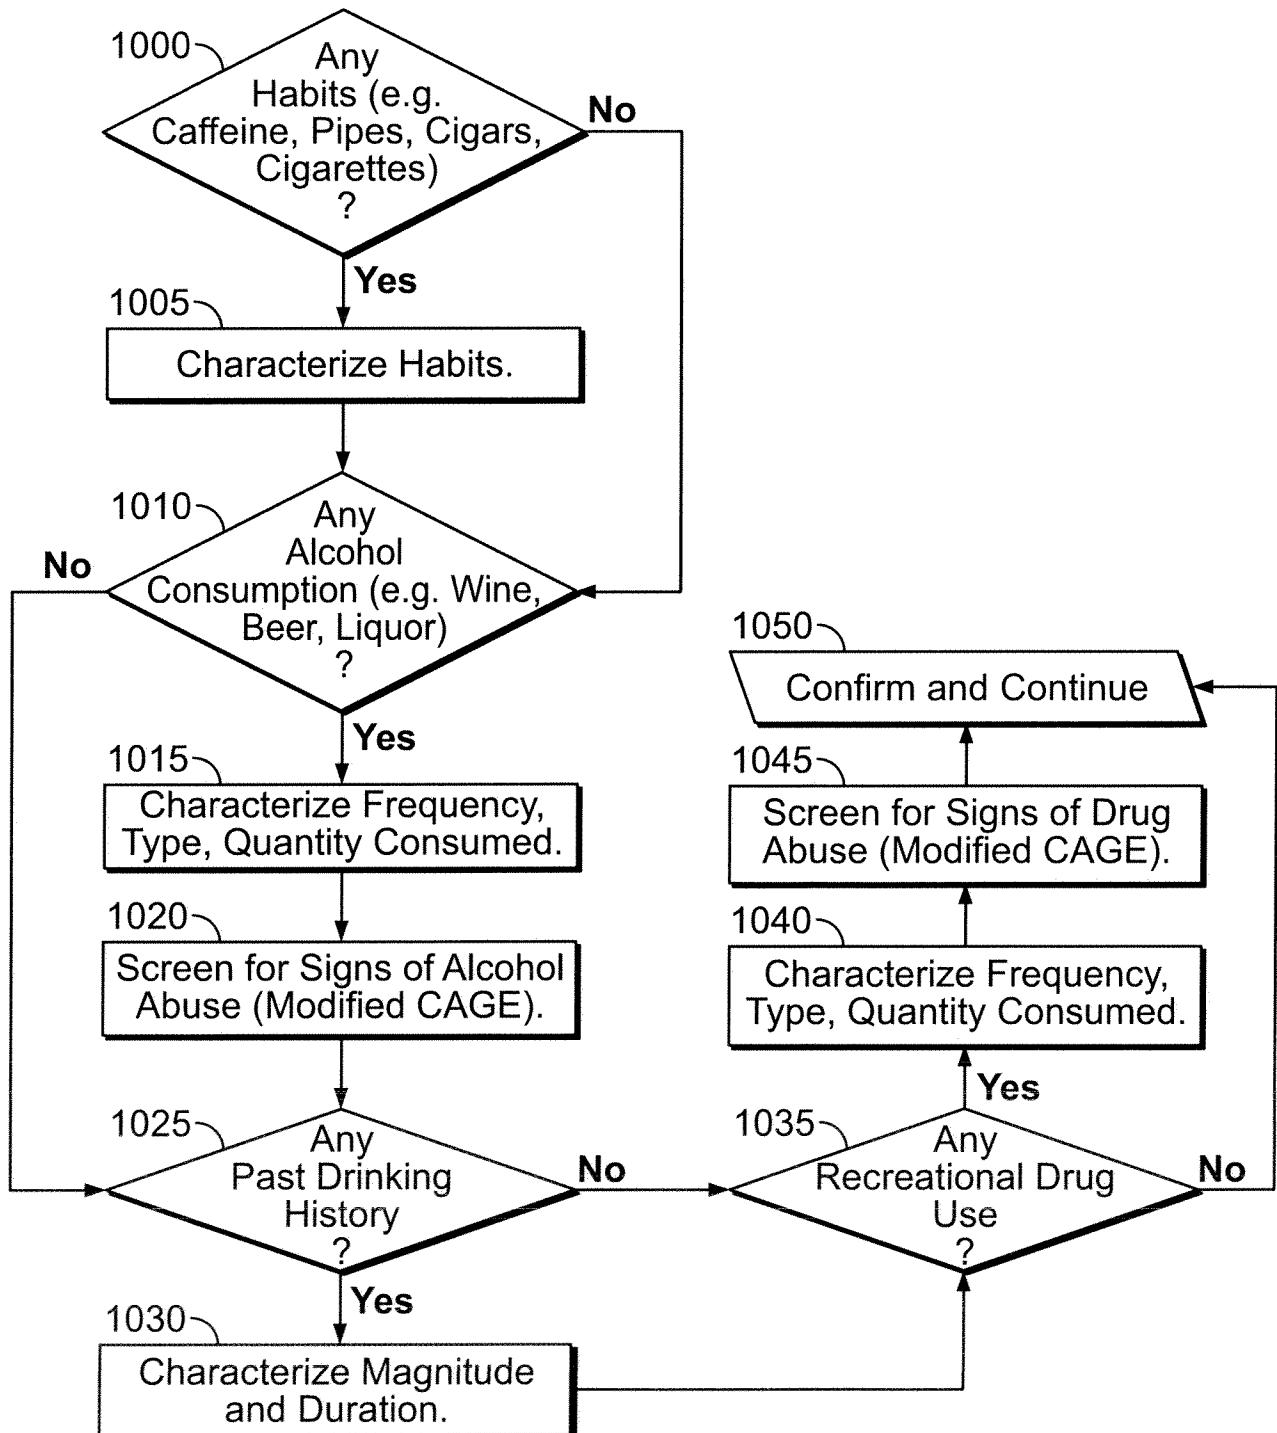 1000
Any
Habits (e.g.
Caffeine, Pipes, Cigars,
Cigarettes)
?
No
Yes
1005
Characterize Habits.
1010
Any
Alcohol
Consumption (e.g. Wine,
Beer, Liquor)
?
No
Yes
1015
Characterize Frequency,
Type, Quantity Consumed.
1020
Screen for Signs of Alcohol
Abuse (Modified CAGE).
1025
Any
Past Drinking
History
?
No
Yes
1030
Characterize Magnitude
and Duration.
1035
Any
Recreational Drug
Use
?
No
Yes
1040
Characterize Frequency,
Type, Quantity Consumed.
1045
Screen for Signs of Drug
Abuse (Modified CAGE).
1050
Confirm and Continue